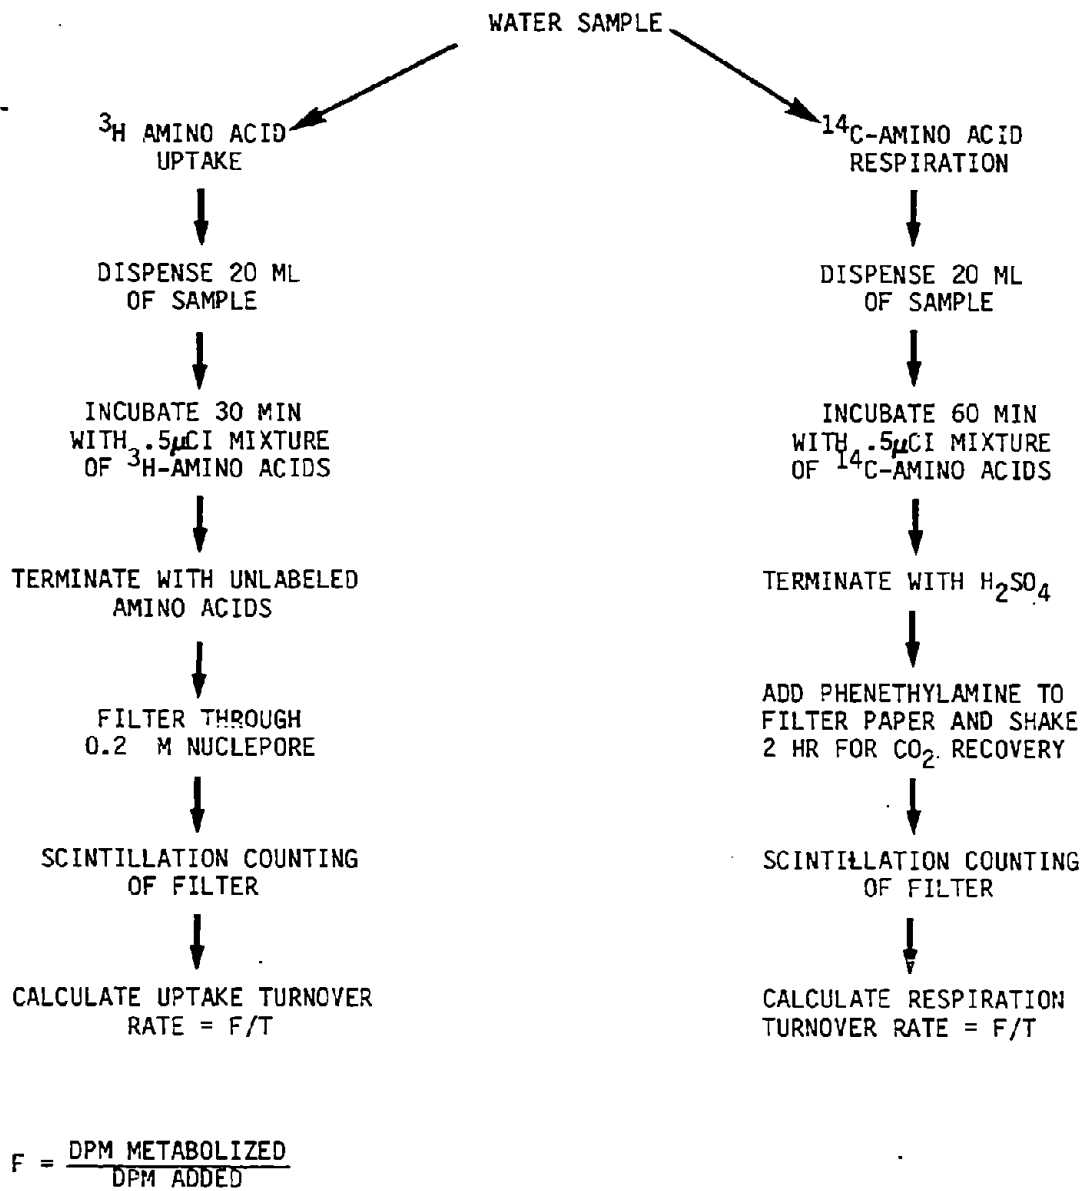 WATER SAMPLE
³H AMINO ACID
UPTAKE
DISPENSE 20 ML
OF SAMPLE
INCUBATE 30 MIN
WITH .5μCI MIXTURE
OF ³H-AMINO ACIDS
TERMINATE WITH UNLABELED
AMINO ACIDS
FILTER THROUGH
0.2 M NUCLEPORE
SCINTILLATION COUNTING
OF FILTER
CALCULATE UPTAKE TURNOVER
RATE = F/T
¹⁴C-AMINO ACID
RESPIRATION
DISPENSE 20 ML
OF SAMPLE
INCUBATE 60 MIN
WITH .5μCI MIXTURE
OF ¹⁴C-AMINO ACIDS
TERMINATE WITH H₂SO₄
ADD PHENETHYLAMINE TO
FILTER PAPER AND SHAKE
2 HR FOR CO₂ RECOVERY
SCINTILLATION COUNTING
OF FILTER
CALCULATE RESPIRATION
TURNOVER RATE = F/T
F = DPM METABOLIZED
DPM ADDED